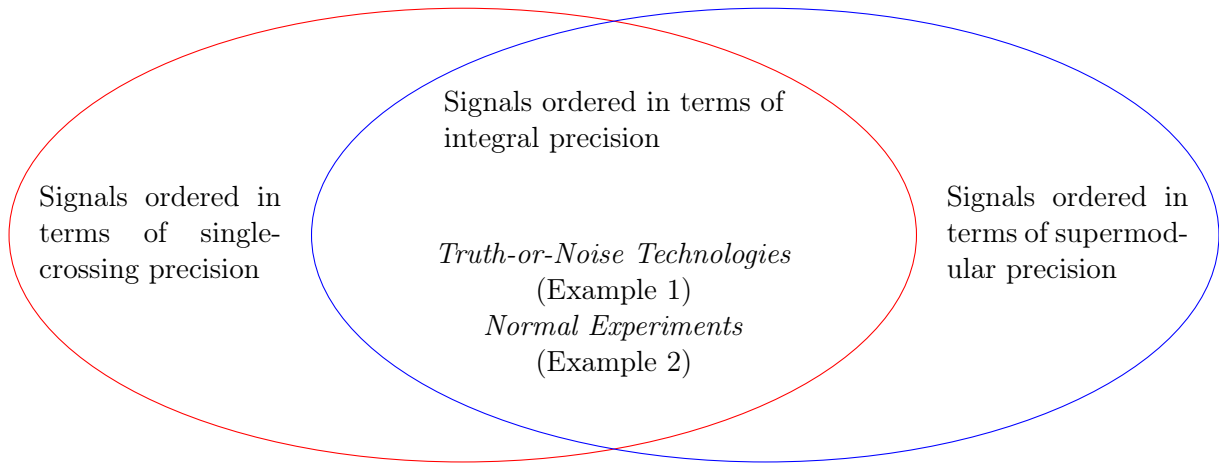 Signals ordered in terms of
integral precision
Signals ordered in
terms of single-
crossing precision
Signals ordered in
terms of supermod-
ular precision
Truth-or-Noise Technologies
(Example 1)
Normal Experiments
(Example 2)